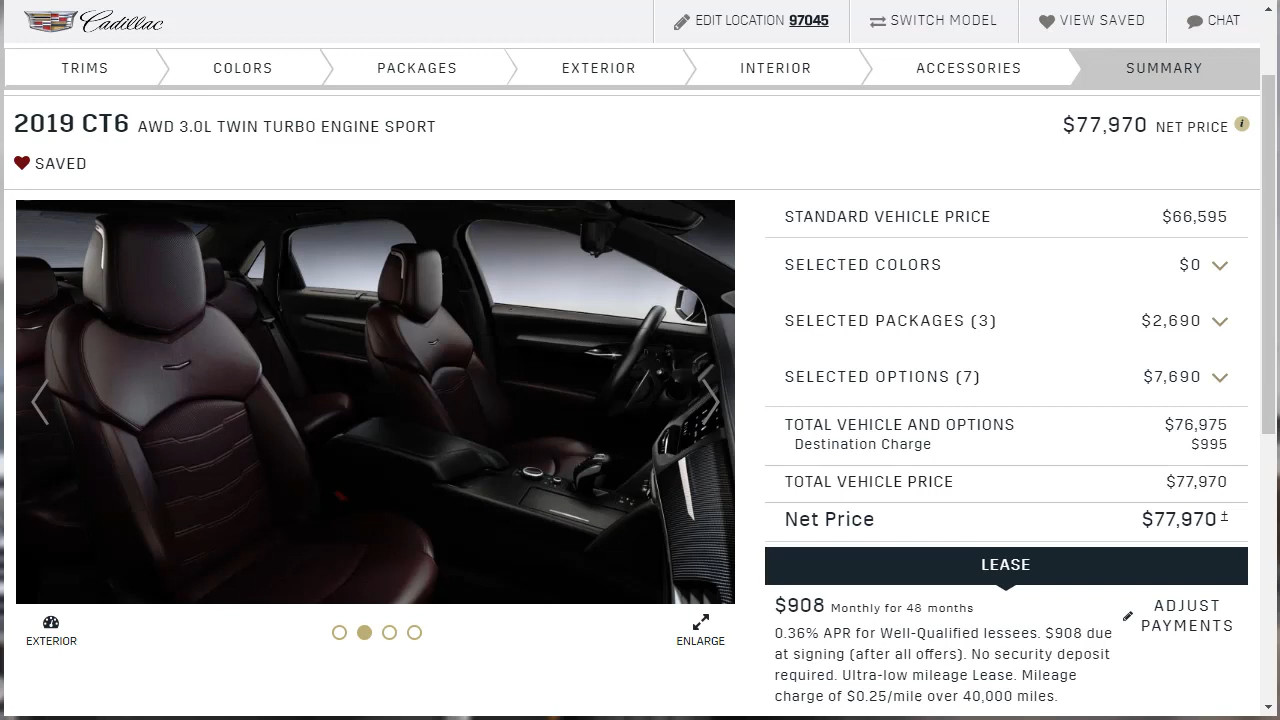 Cadillac
EDIT LOCATION 97045
SWITCH MODEL
VIEW SAVED
CHAT
TRIMS
COLORS
PACKAGES
EXTERIOR
INTERIOR
ACCESSORIES
SUMMARY
2019 CT6 AWD 3.0L TWIN TURBO ENGINE SPORT
$77,970 NET PRICE i
SAVED
STANDARD VEHICLE PRICE $66,595
SELECTED COLORS $0
SELECTED PACKAGES (3) $2,690
SELECTED OPTIONS (7) $7,690
TOTAL VEHICLE AND OPTIONS $76,975
Destination Charge $995
TOTAL VEHICLE PRICE $77,970
Net Price $77,970±
LEASE
$908 Monthly for 48 months
ADJUST
PAYMENTS
0.36% APR for Well-Qualified lessees. $908 due
at signing (after all offers). No security deposit
required. Ultra-low mileage Lease. Mileage
charge of $0.25/mile over 40,000 miles.
EXTERIOR
ENLARGE